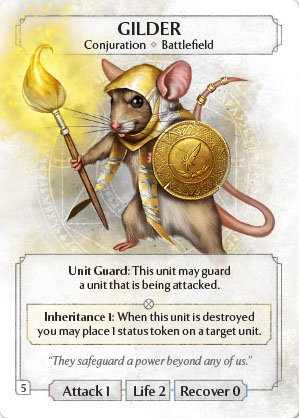 GILDER
Conjuration ◇ Battlefield
Unit Guard: This unit may guard
a unit that is being attacked.
Inheritance 1: When this unit is destroyed
you may place 1 status token on a target unit.
“They safeguard a power beyond any of us.”
5
Attack 1 Life 2 Recover 0